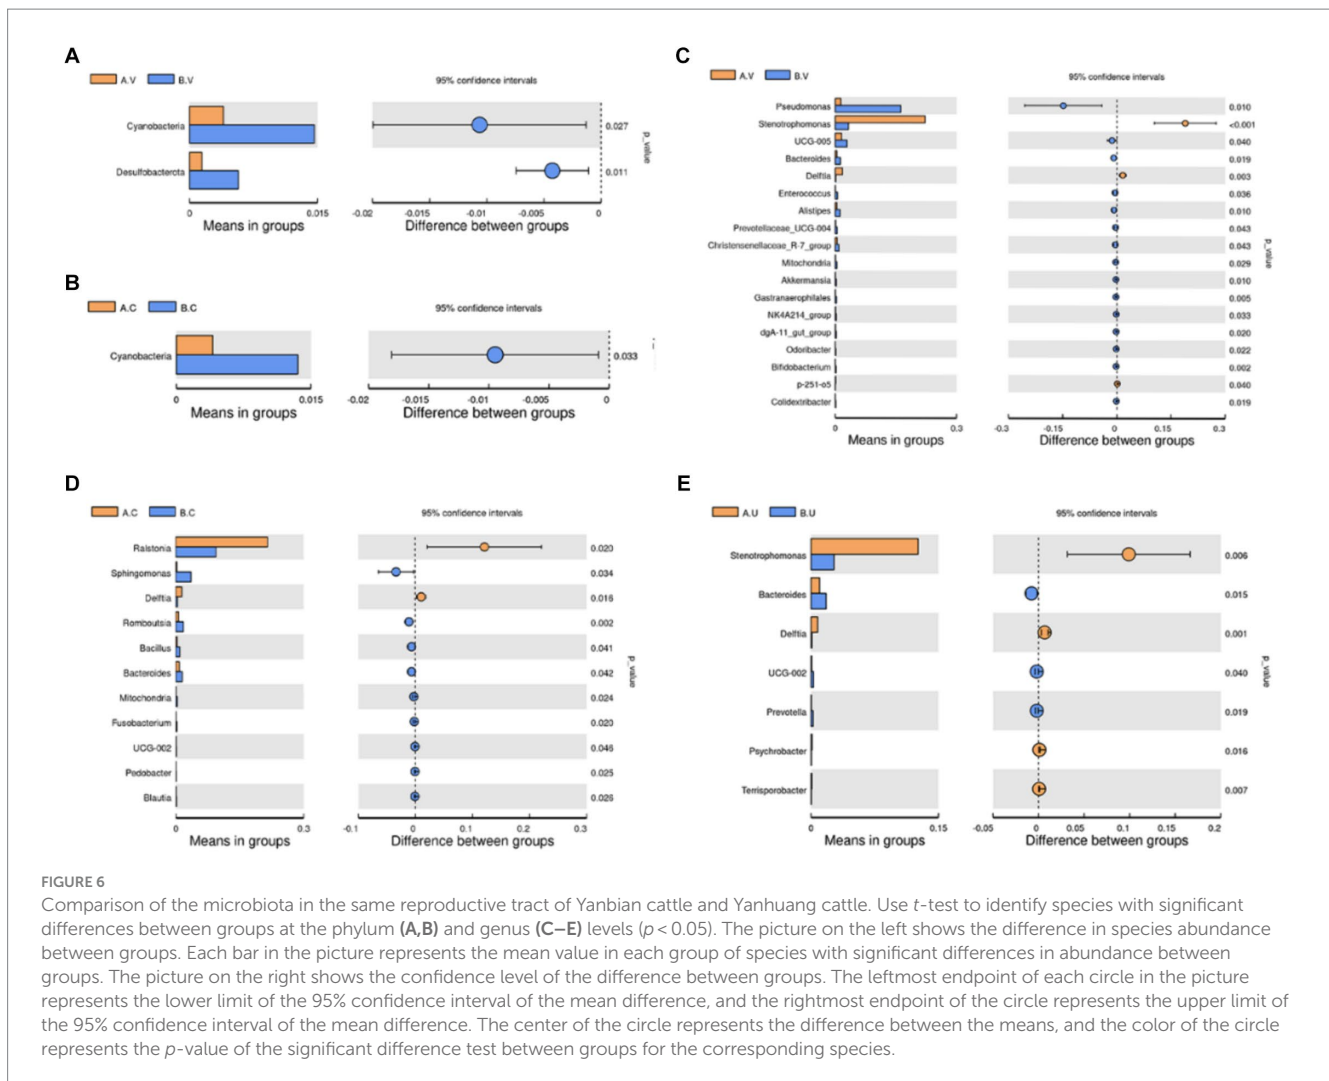 A
A.V B.V
95% confidence intervals
Cyanobacteria
0.027
Desulfobacterota
0.011
p_value
0 0.015
-0.02 -0.015 -0.01 -0.005 0
Means in groups
Difference between groups
B
A.C B.C
95% confidence intervals
Cyanobacteria
0.033
0 0.015
-0.02 -0.015 -0.01 -0.005 0
Means in groups
Difference between groups
C
A.V B.V
95% confidence intervals
Pseudomonas 0.010
Stenotrophomonas <0.001
UCG-005 0.040
Bacteroides 0.019
Delftia 0.003
Enterococcus 0.036
Alistipes 0.010
Prevotellaceae_UCG-004 0.043
Christensenellaceae_R-7_group 0.043
Mitochondria 0.029
Akkermansia 0.010
Gastranaerophilales 0.005
NK4A214_group 0.033
dgA-11_gut_group 0.020
Odoribacter 0.022
Bifidobacterium 0.002
p-251-o5 0.040
Colidextribacter 0.019
p_value
0 0.3
-0.3 -0.15 0 0.15 0.3
Means in groups
Difference between groups
D
A.C B.C
95% confidence intervals
Ralstonia 0.020
Sphingomonas 0.034
Delftia 0.016
Romboutsia 0.002
Bacillus 0.041
Bacteroides 0.042
Mitochondria 0.024
Fusobacterium 0.020
UCG-002 0.046
Pedobacter 0.025
Blautia 0.026
p_value
0 0.3
-0.1 0 0.1 0.2 0.3
Means in groups
Difference between groups
E
A.U B.U
95% confidence intervals
Stenotrophomonas 0.006
Bacteroides 0.015
Delftia 0.001
UCG-002 0.040
Prevotella 0.019
Psychrobacter 0.016
Terrisporobacter 0.007
p_value
0 0.15
-0.05 0 0.05 0.1 0.15 0.2
Means in groups
Difference between groups
FIGURE 6
Comparison of the microbiota in the same reproductive tract of Yanbian cattle and Yanhuang cattle. Use t-test to identify species with significant
differences between groups at the phylum (A,B) and genus (C–E) levels (p < 0.05). The picture on the left shows the difference in species abundance
between groups. Each bar in the picture represents the mean value in each group of species with significant differences in abundance between
groups. The picture on the right shows the confidence level of the difference between groups. The leftmost endpoint of each circle in the picture
represents the lower limit of the 95% confidence interval of the mean difference, and the rightmost endpoint of the circle represents the upper limit of
the 95% confidence interval of the mean difference. The center of the circle represents the difference between the means, and the color of the circle
represents the p-value of the significant difference test between groups for the corresponding species.